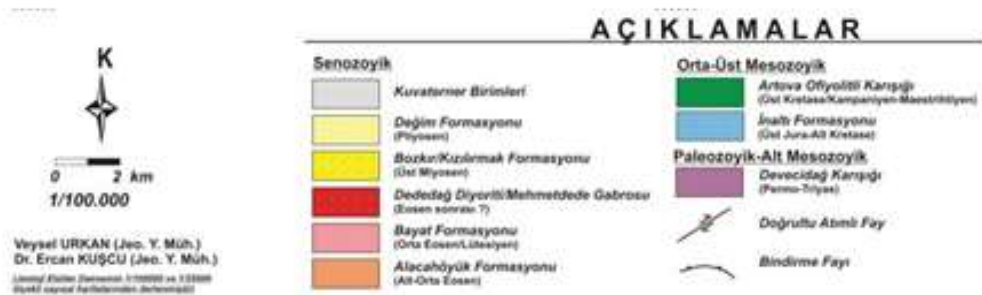 AÇIKLAMALAR
K
0 2 km
1/100.000
Veysel URKAN (Jeo. Y. Müh.)
Dr. Ercan KUŞCU (Jeo. Y. Müh.)
Senozoyik
Kuvaterner Birimleri
Değim Formasyonu
(Pliyosen)
Bozkır/Kızılırmak Formasyonu
(Üst Miyosen)
Dededağ Diyoriti/Mehmetdede Gabrosu
(Eosen sonrası ?)
Bayat Formasyonu
(Orta Eosen/Lütesiyen)
Alacahöyük Formasyonu
(Alt-Orta Eosen)
Orta-Üst Mesozoyik
Artova Ofiyolitli Karışığı
(Üst Kretase/Kampaniyen-Maestrihtiyen)
İnaltı Formasyonu
(Üst Jura-Alt Kretase)
Paleozoyik-Alt Mesozoyik
Devecidağ Karışığı
(Permo-Triyas)
Doğrultu Atımlı Fay
Bindirme Fayı